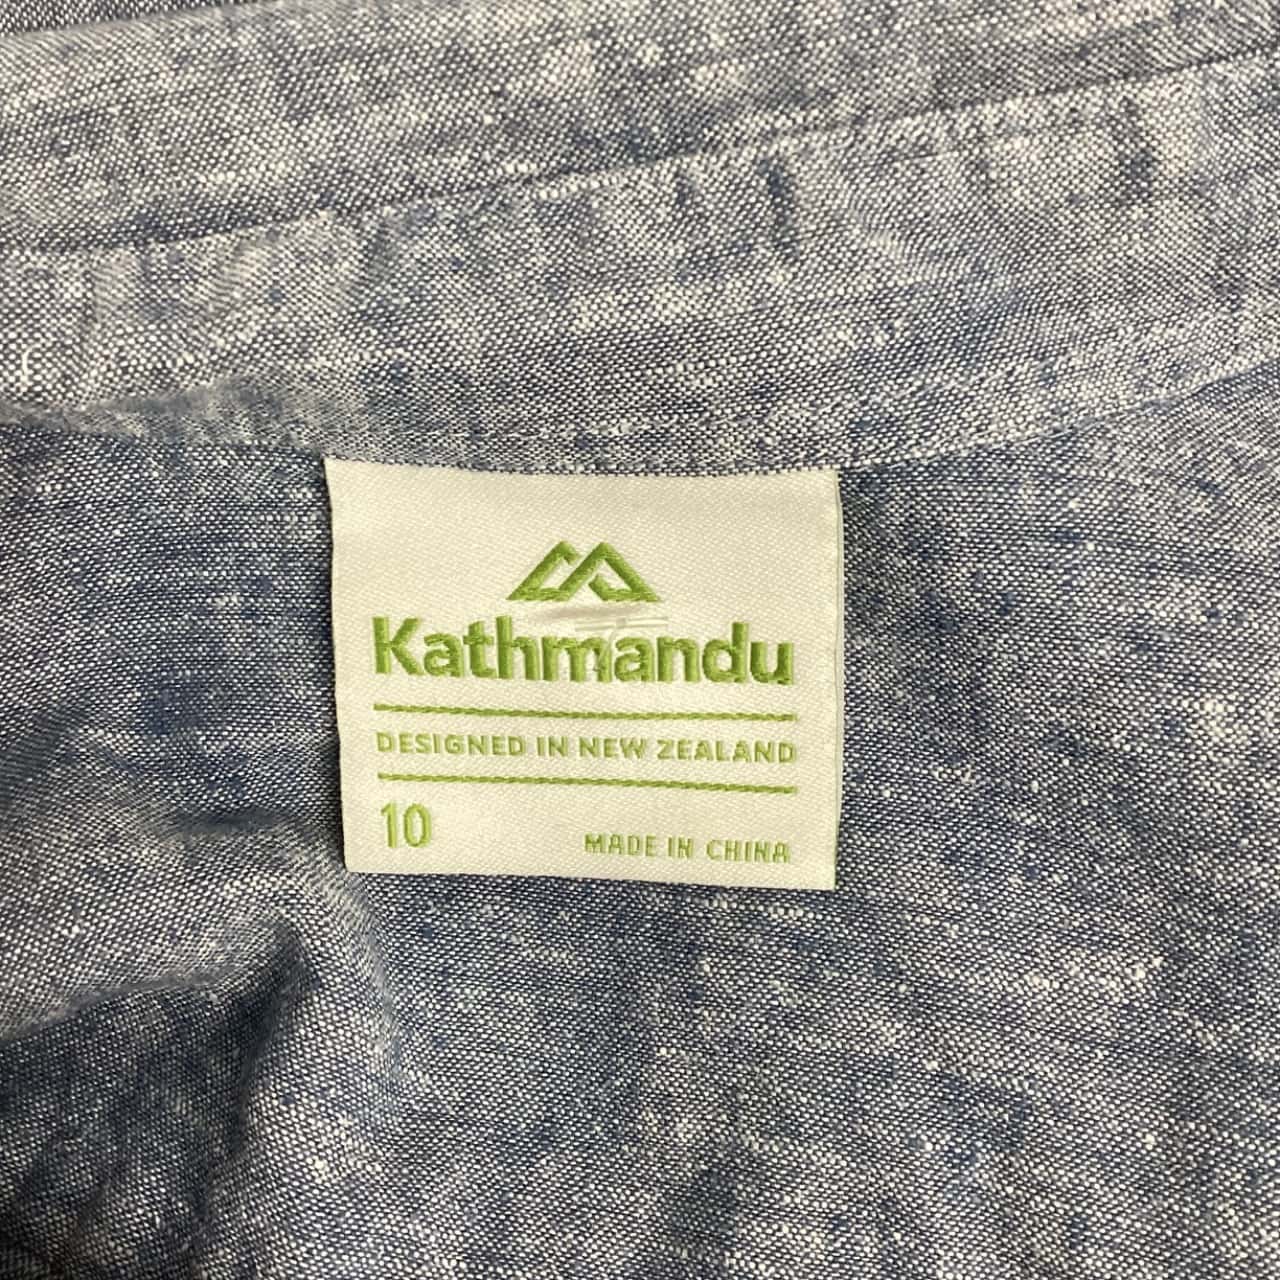 Kathmandu
DESIGNED IN NEW ZEALAND
10
MADE IN CHINA